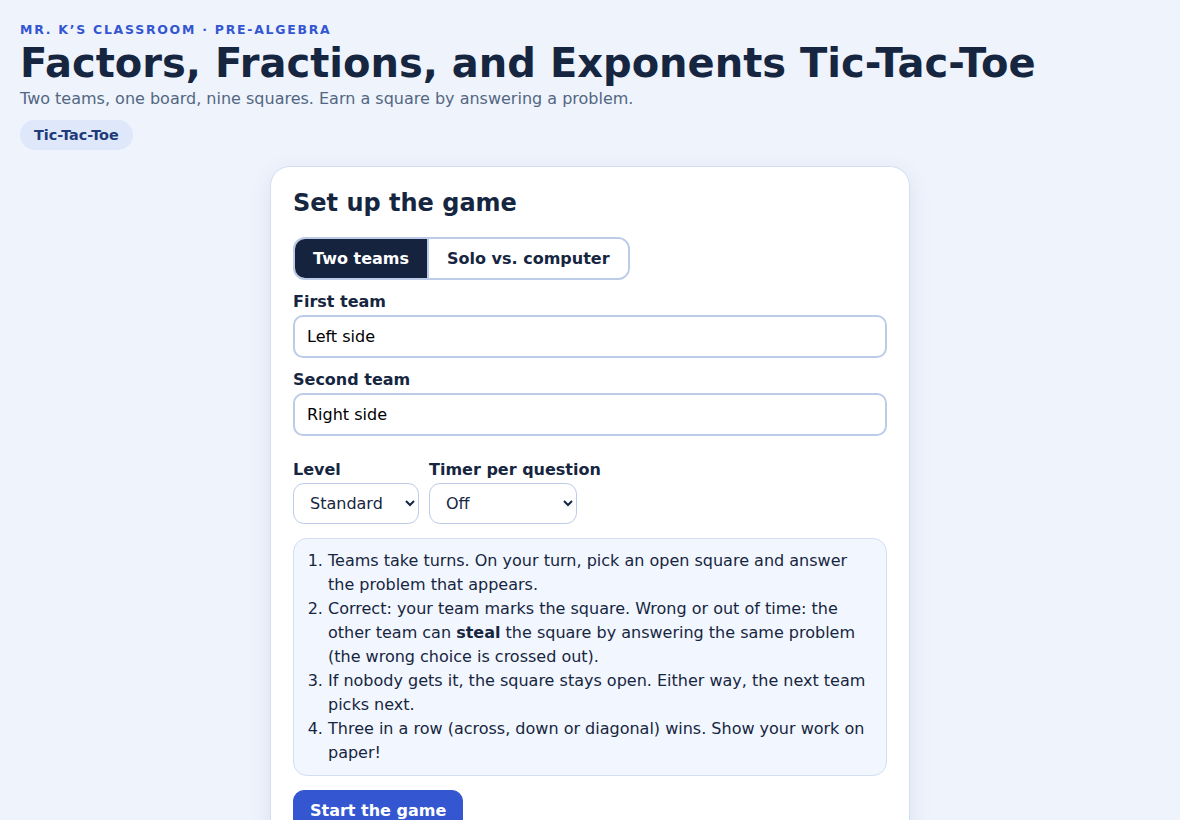 MR. K’S CLASSROOM · PRE-ALGEBRA
Factors, Fractions, and Exponents Tic-Tac-Toe
Two teams, one board, nine squares. Earn a square by answering a problem.
Tic-Tac-Toe
Set up the game
Two teams
Solo vs. computer
First team
Left side
Second team
Right side
Level
Timer per question
Standard
Off
1. Teams take turns. On your turn, pick an open square and answer
the problem that appears.
2. Correct: your team marks the square. Wrong or out of time: the
other team can steal the square by answering the same problem
(the wrong choice is crossed out).
3. If nobody gets it, the square stays open. Either way, the next team
picks next.
4. Three in a row (across, down or diagonal) wins. Show your work on
paper!
Start the game